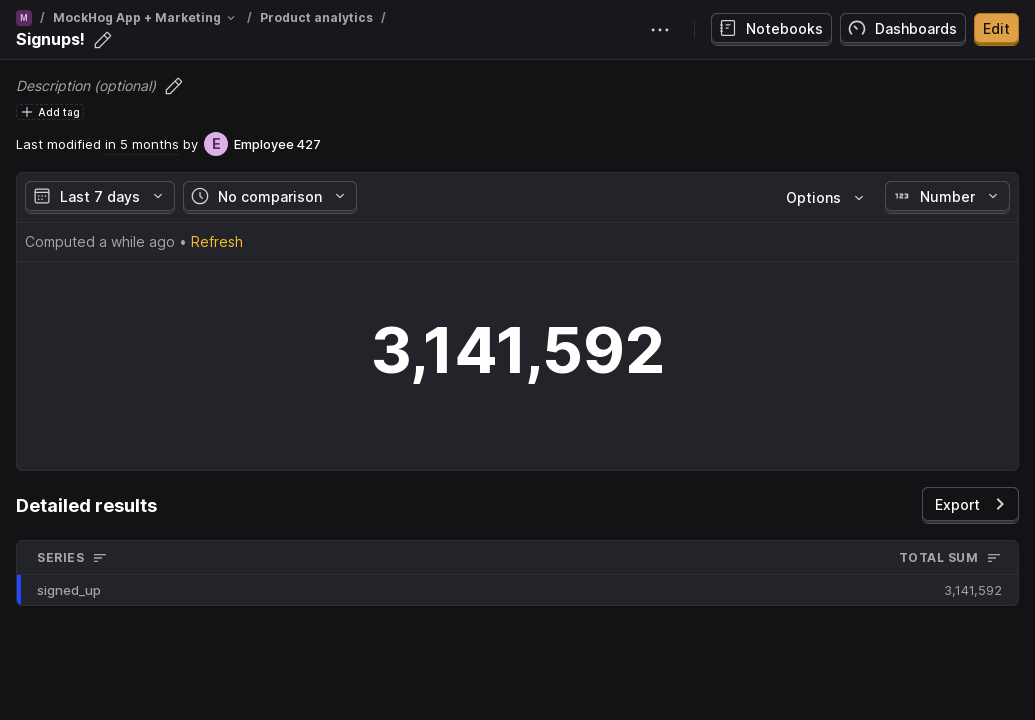 M / MockHog App + Marketing / Product analytics /
Signups!
Notebooks
Dashboards
Edit
Description (optional)
Add tag
Last modified in 5 months by E Employee 427
Last 7 days
No comparison
Options
123 Number
Computed a while ago • Refresh
3,141,592
Detailed results
Export
SERIES
TOTAL SUM
signed_up
3,141,592